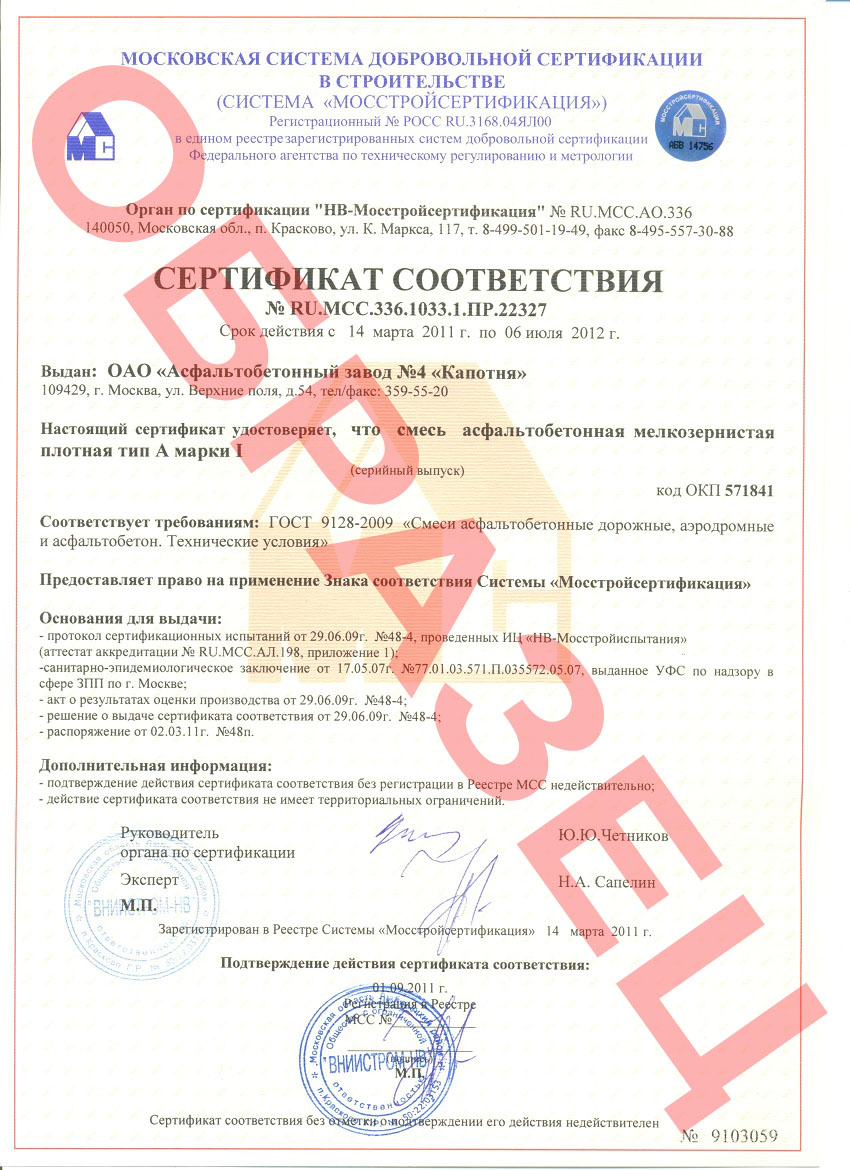 МОСКОВСКАЯ СИСТЕМА ДОБРОВОЛЬНОЙ СЕРТИФИКАЦИИ
В СТРОИТЕЛЬСТВЕ
(СИСТЕМА «МОССТРОЙСЕРТИФИКАЦИЯ»)
Регистрационный № РОСС RU.3168.04ЯЛ00
в едином реестрезарегистрированных систем добровольной сертификации
Федерального агентства по техническому регулированию и метрологии
МС
МОССТРОЙСЕРТИФИКАЦИЯ
МС
АБВ 14756
Орган по сертификации "НВ-Мосстройсертификация" № RU.МСС.АО.336
140050, Московская обл., п. Красково, ул. К. Маркса, 117, т. 8-499-501-19-49, факс 8-495-557-30-88
СЕРТИФИКАТ СООТВЕТСТВИЯ
№ RU.МСС.336.1033.1.ПР.22327
Срок действия с 14 марта 2011 г. по 06 июля 2012 г.
Выдан: ОАО «Асфальтобетонный завод №4 «Капотня»
109429, г. Москва, ул. Верхние поля, д.54, тел/факс: 359-55-20
Настоящий сертификат удостоверяет, что смесь асфальтобетонная мелкозернистая
плотная тип А марки I
(серийный выпуск)
код ОКП 571841
Соответствует требованиям: ГОСТ 9128-2009 «Смеси асфальтобетонные дорожные, аэродромные
и асфальтобетон. Технические условия»
Предоставляет право на применение Знака соответствия Системы «Мосстройсертификация»
Основания для выдачи:
- протокол сертификационных испытаний от 29.06.09г. №48-4, проведенных ИЦ «НВ-Мосстройиспытания»
(аттестат аккредитации № RU.МСС.АЛ.198, приложение 1);
-санитарно-эпидемиологическое заключение от 17.05.07г. №77.01.03.571.П.035572.05.07, выданное УФС по надзору в
сфере ЗПП по г. Москве;
- акт о результатах оценки производства от 29.06.09г. №48-4;
- решение о выдаче сертификата соответствия от 29.06.09г. №48-4;
- распоряжение от 02.03.11г. №48п.
Дополнительная информация:
- подтверждение действия сертификата соответствия без регистрации в Реестре МСС недействительно;
- действие сертификата соответствия не имеет территориальных ограничений.
Руководитель
органа по сертификации
Ю.Ю.Четников
Эксперт
Н.А. Сапелин
М.П.
ВНИИСТРОМ-НВ
Зарегистрирован в Реестре Системы «Мосстройсертификация» 14 марта 2011 г.
Подтверждение действия сертификата соответствия:
01.09.2011 г.
Регистрация в Реестре
МСС №
ВНИИСТРОМ-НВ
М.П.
Сертификат соответствия без отметки о подтверждении его действия недействителен
№ 9103059
ОБРАЗЕЦ